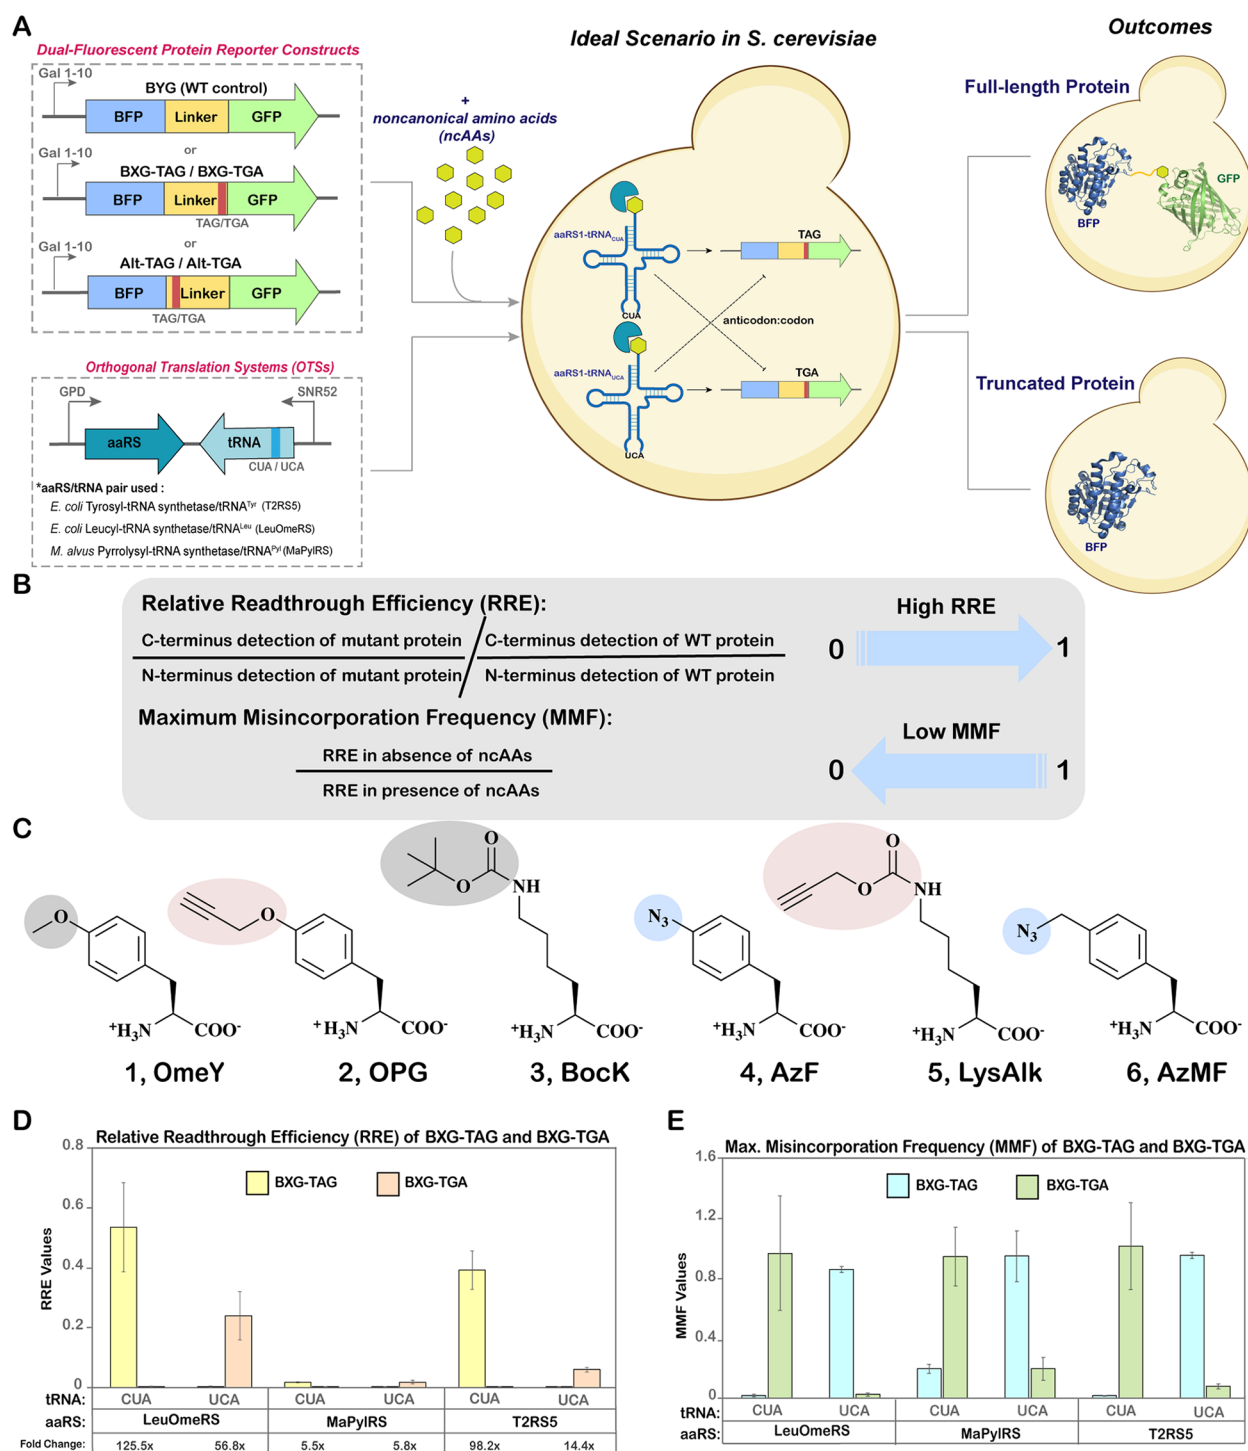 A
Dual-Fluorescent Protein Reporter Constructs
Gal 1-10
BYG (WT control)
BFP Linker GFP
or
Gal 1-10
BXG-TAG / BXG-TGA
BFP Linker GFP
TAG/TGA
or
Gal 1-10
Alt-TAG / Alt-TGA
BFP Linker GFP
TAG/TGA
Orthogonal Translation Systems (OTSs)
GPD SNR52
aaRS tRNA
CUA / UCA
*aaRS/tRNA pair used :
E. coli Tyrosyl-tRNA synthetase/tRNATyr (T2RS5)
E. coli Leucyl-tRNA synthetase/tRNALeu (LeuOmeRS)
M. alvus Pyrrolysyl-tRNA synthetase/tRNAPyl (MaPylRS)
+
noncanonical amino acids
(ncAAs)
Ideal Scenario in S. cerevisiae
aaRS1-tRNACUA
TAG
CUA
anticodon:codon
aaRS1-tRNAUCA
TGA
UCA
Outcomes
Full-length Protein
GFP
BFP
Truncated Protein
BFP
B
Relative Readthrough Efficiency (RRE):
C-terminus detection of mutant protein / C-terminus detection of WT protein
N-terminus detection of mutant protein N-terminus detection of WT protein
High RRE
0 1
Maximum Misincorporation Frequency (MMF):
RRE in absence of ncAAs
RRE in presence of ncAAs
Low MMF
0 1
C
O
1, OmeY
O
2, OPG
O
O NH
3, BocK
N3
4, AzF
O
O NH
5, LysAlk
N3
6, AzMF
+H3N COO-
+H3N COO-
+H3N COO-
+H3N COO-
+H3N COO-
+H3N COO-
D
Relative Readthrough Efficiency (RRE) of BXG-TAG and BXG-TGA
BXG-TAG BXG-TGA
RRE Values
0.8
0.6
0.4
0.2
0
tRNA: CUA UCA CUA UCA CUA UCA
aaRS: LeuOmeRS MaPylRS T2RS5
Fold Change: 125.5x 56.8x 5.5x 5.8x 98.2x 14.4x
E
Max. Misincorporation Frequency (MMF) of BXG-TAG and BXG-TGA
BXG-TAG BXG-TGA
MMF Values
1.6
1.2
0.8
0.4
0
tRNA: CUA UCA CUA UCA CUA UCA
aaRS: LeuOmeRS MaPylRS T2RS5